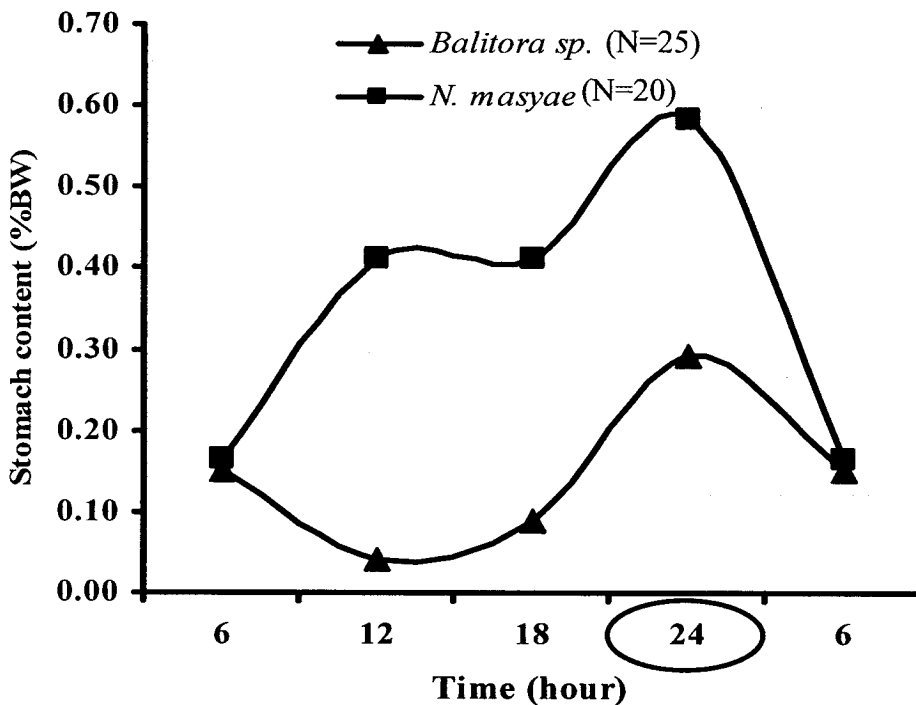 0.70
Balitora sp. (N=25)
N. masyae (N=20)
0.60
0.50
0.40
0.30
0.20
0.10
0.00
Stomach content (%BW)
6 12 18 24 6
Time (hour)